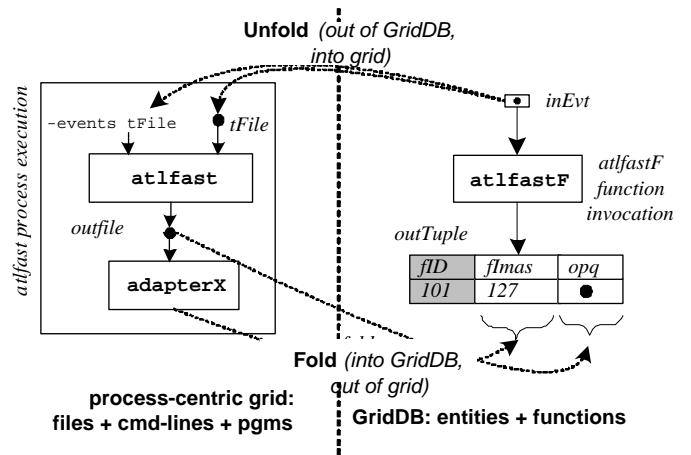 Unfold (out of GridDB,
into grid)
atlfast process execution
-events tFile
tFile
inEvt
atlfast
atlfastF
atlfastF
function
invocation
outfile
outTuple
adapterX
fID fImas opq
101 127
Fold (into GridDB,
out of grid)
process-centric grid:
files + cmd-lines + pgms
GridDB: entities + functions